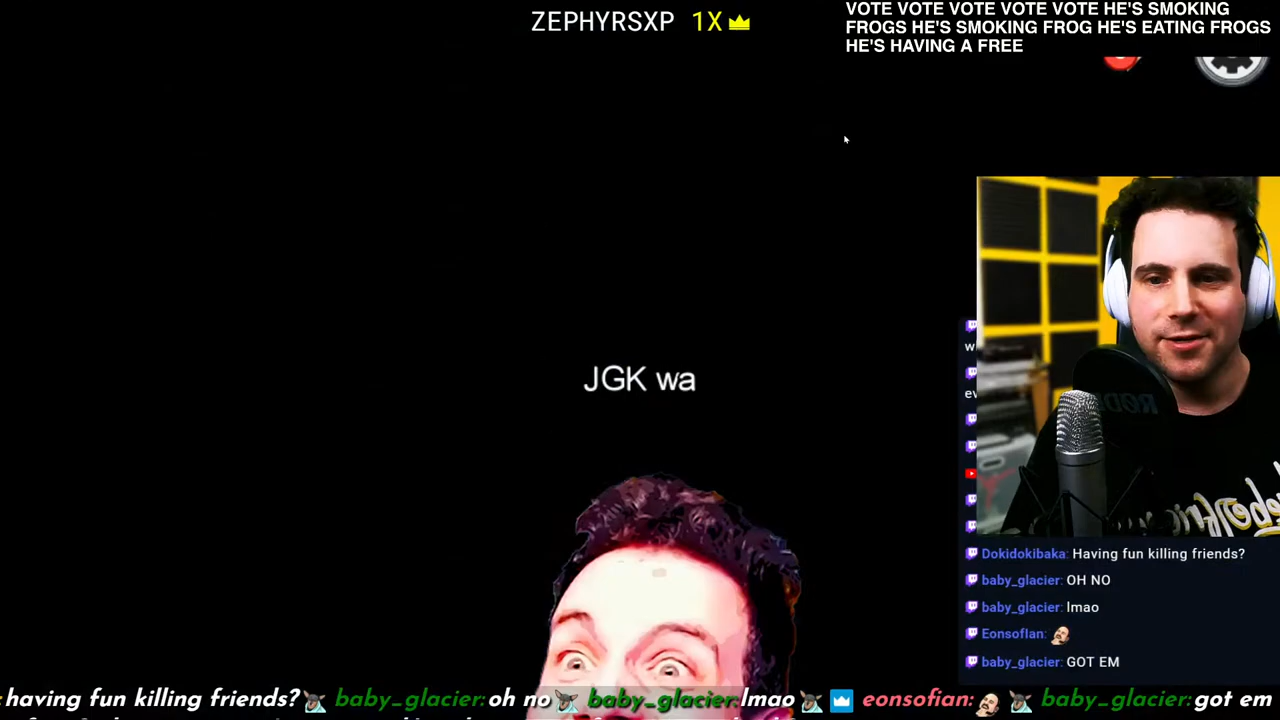 ZEPHYRSXP 1X
VOTE VOTE VOTE VOTE VOTE HE'S SMOKING
FROGS HE'S SMOKING FROG HE'S EATING FROGS
HE'S HAVING A FREE
JGK wa
RODE
Dokidokibaka: Having fun killing friends?
baby_glacier: OH NO
baby_glacier: lmao
Eonsoflan:
baby_glacier: GOT EM
having fun killing friends? baby_glacier: oh no baby_glacier: lmao eonsofian: baby_glacier: got em